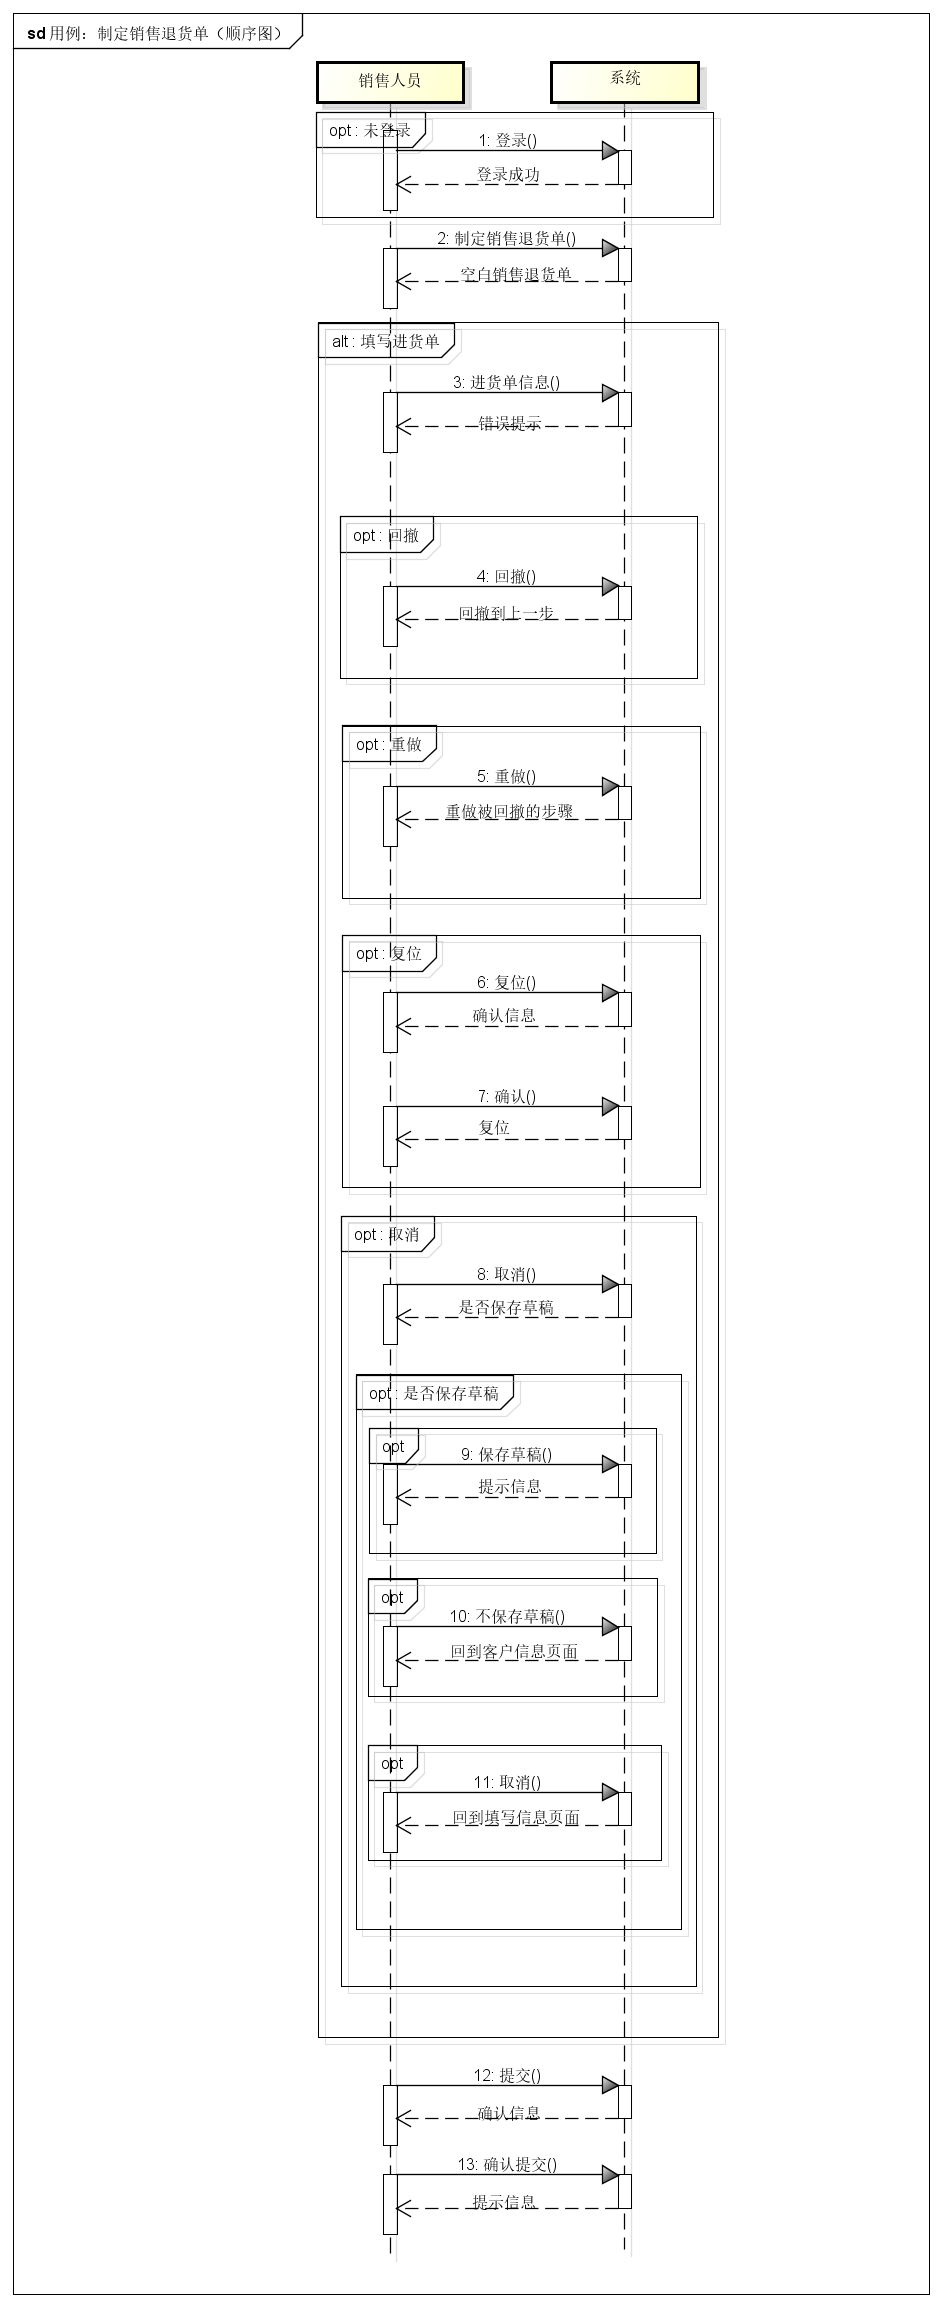 sd 用例：制定销售退货单（顺序图）
销售人员
系统
opt : 未登录
1: 登录()
登录成功
2: 制定销售退货单()
空白销售退货单
alt : 填写进货单
3: 进货单信息()
错误提示
opt : 回撤
4: 回撤()
回撤到上一步
opt : 重做
5: 重做()
重做被回撤的步骤
opt : 复位
6: 复位()
确认信息
7: 确认()
复位
opt : 取消
8: 取消()
是否保存草稿
opt : 是否保存草稿
opt
9: 保存草稿()
提示信息
opt
10: 不保存草稿()
回到客户信息页面
opt
11: 取消()
回到填写信息页面
12: 提交()
确认信息
13: 确认提交()
提示信息